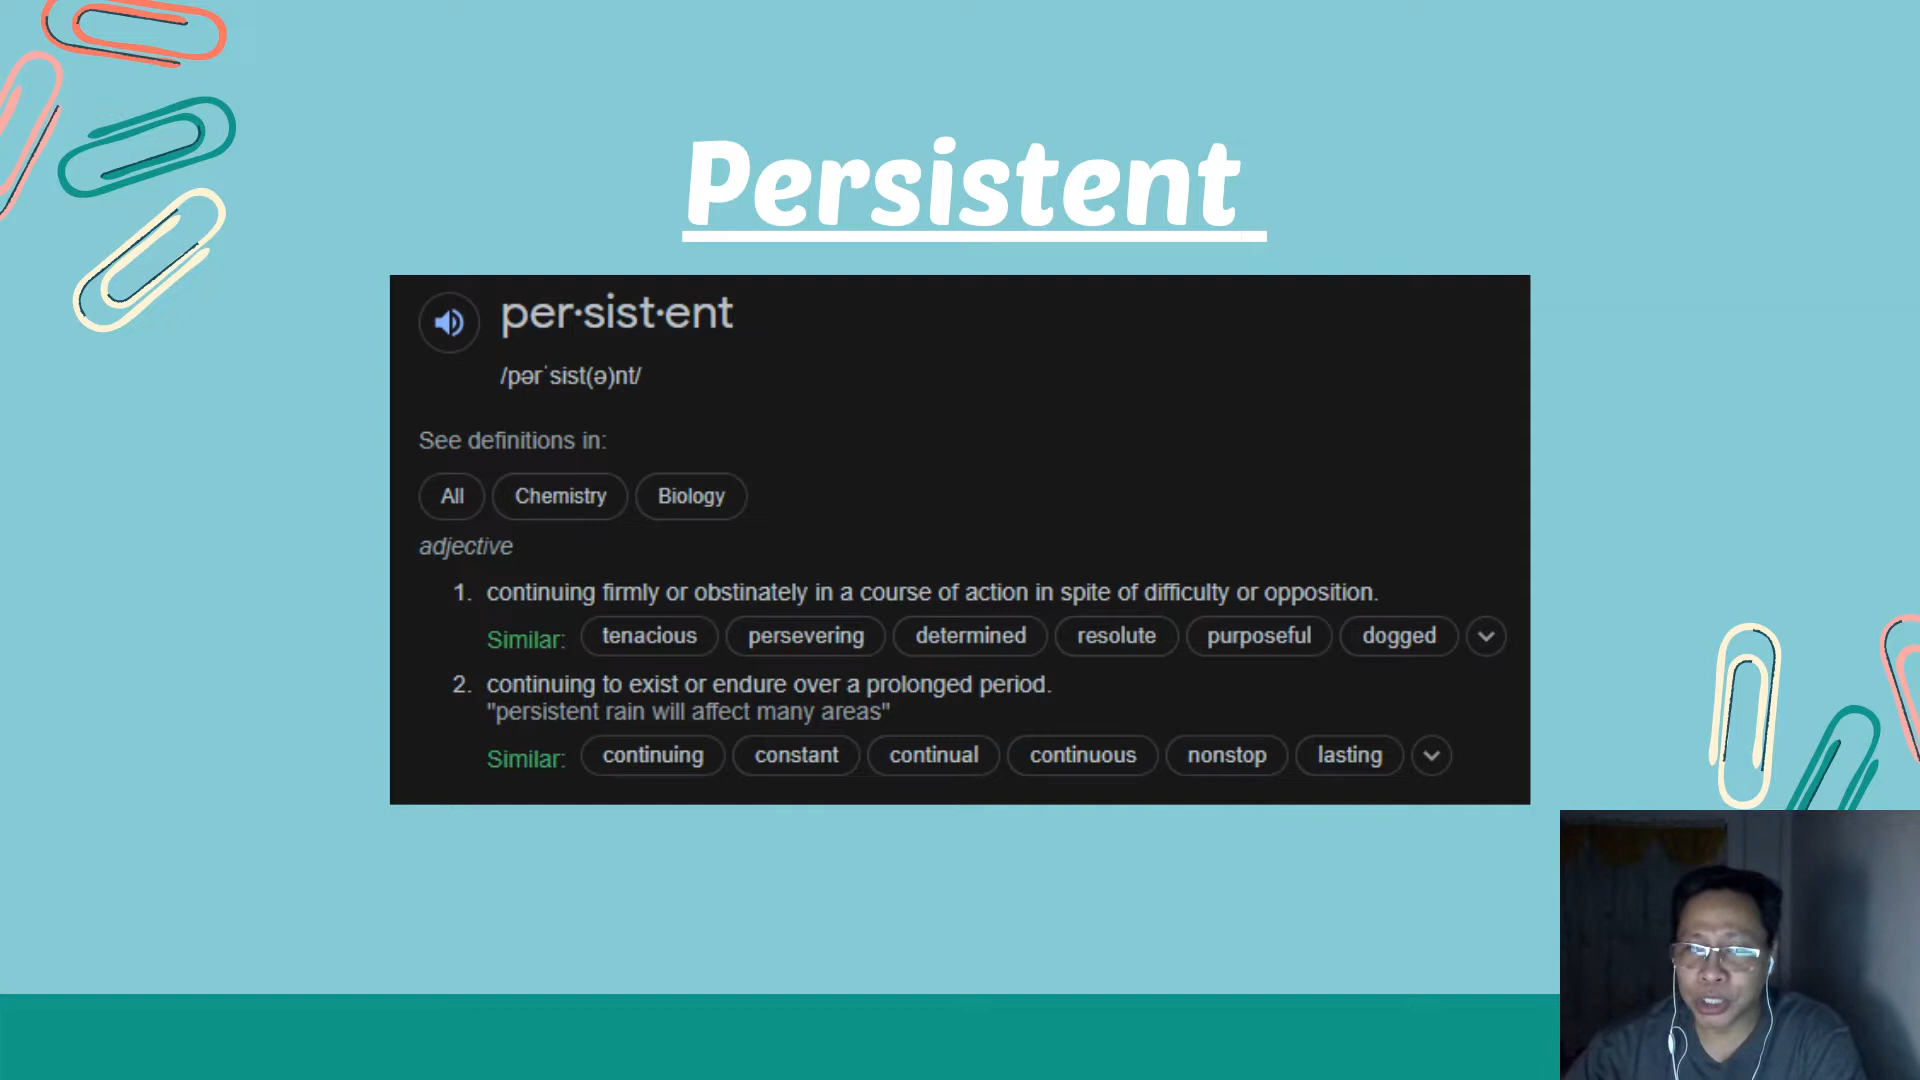 Persistent
per·sist·ent
/pərˈsist(ə)nt/
See definitions in:
All Chemistry Biology
adjective
1. continuing firmly or obstinately in a course of action in spite of difficulty or opposition.
Similar: tenacious persevering determined resolute purposeful dogged
2. continuing to exist or endure over a prolonged period.
"persistent rain will affect many areas"
Similar: continuing constant continual continuous nonstop lasting